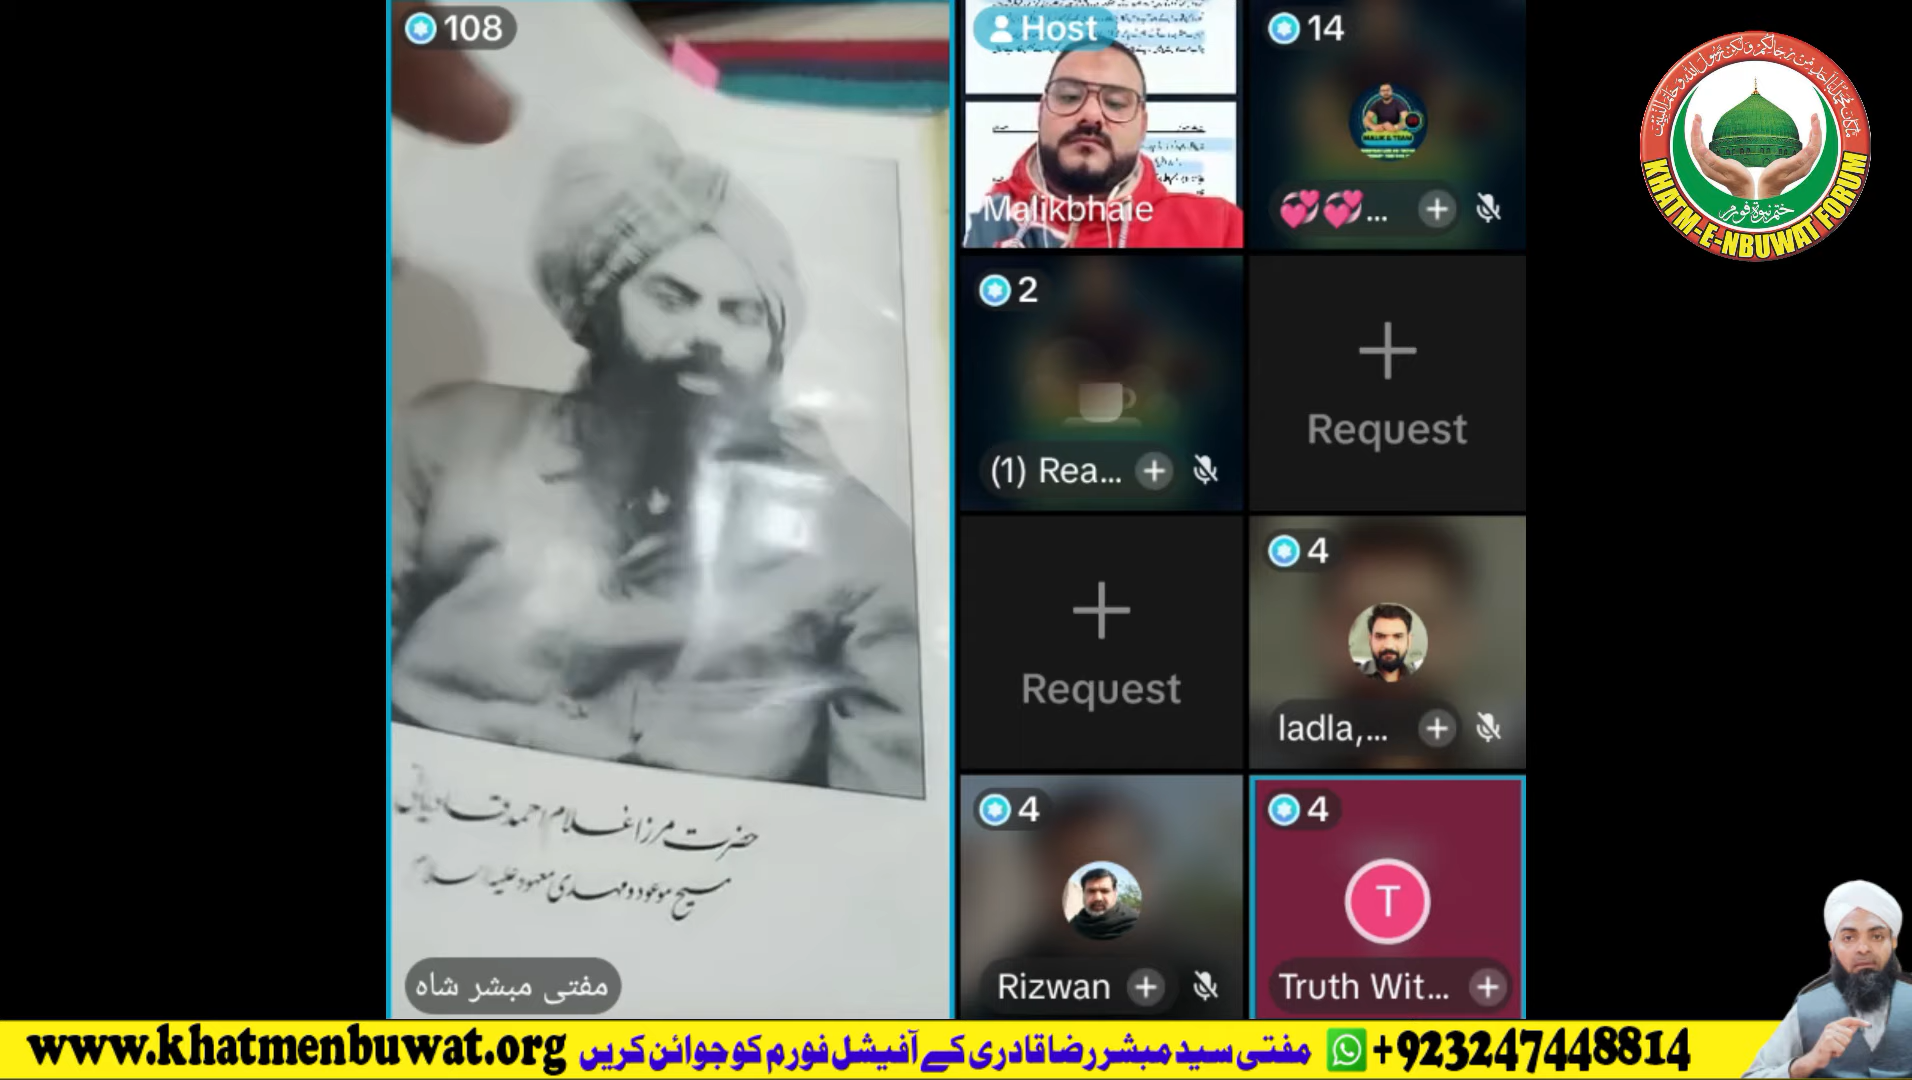 108
Host
Malikbhaie
14
...
2
(1) Rea...
Request
Request
4
ladla,...
4
Rizwan
4
T
Truth Wit...
حضرت مرزا غلام احمد قادیانی
مسیح موعود و مہدی معہود علیہ السلام
مفتی مبشر شاہ
ختم نبوة فورم
KHATM-E-NBUWAT FORUM
www.khatmenbuwat.org مفتی سید مبشر رضا قادری کے آفیشل فورم کو جوائن کریں +923247448814